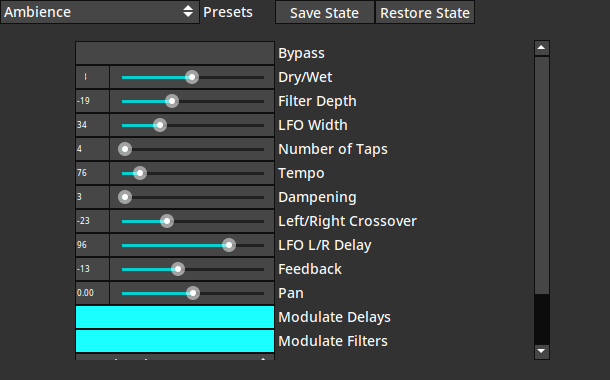 Ambience Presets Save State Restore State
Bypass
Dry/Wet
-19 Filter Depth
34 LFO Width
4 Number of Taps
76 Tempo
3 Dampening
-23 Left/Right Crossover
96 LFO L/R Delay
-13 Feedback
0.00 Pan
Modulate Delays
Modulate Filters